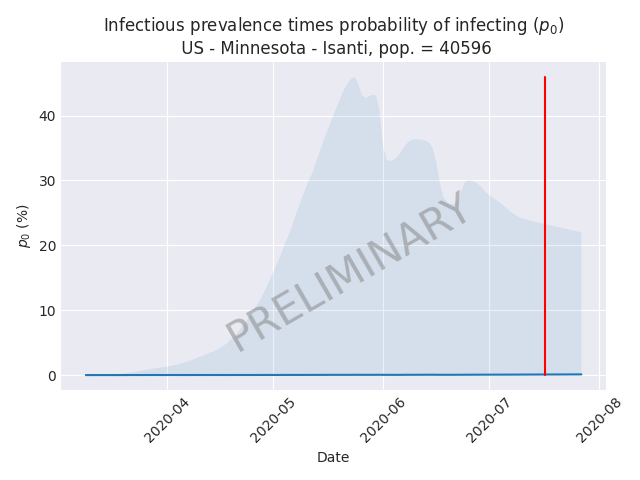 Infectious prevalence times probability of infecting (p₀)
US - Minnesota - Isanti, pop. = 40596
40
30
20
10
0
p₀ (%)
PRELIMINARY
2020-04
2020-05
2020-06
2020-07
2020-08
Date